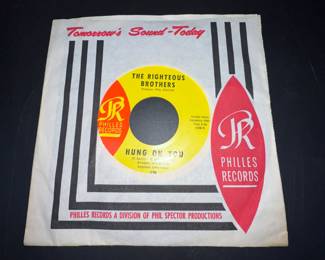 Tomorrow's Sound-Today
THE RIGHTEOUS
BROTHERS
PR
PHILLES
RECORDS
HUNG ON YOU
PR
PHILLES
RECORDS
PHILLES RECORDS A DIVISION OF PHIL SPECTOR PRODUCTIONS